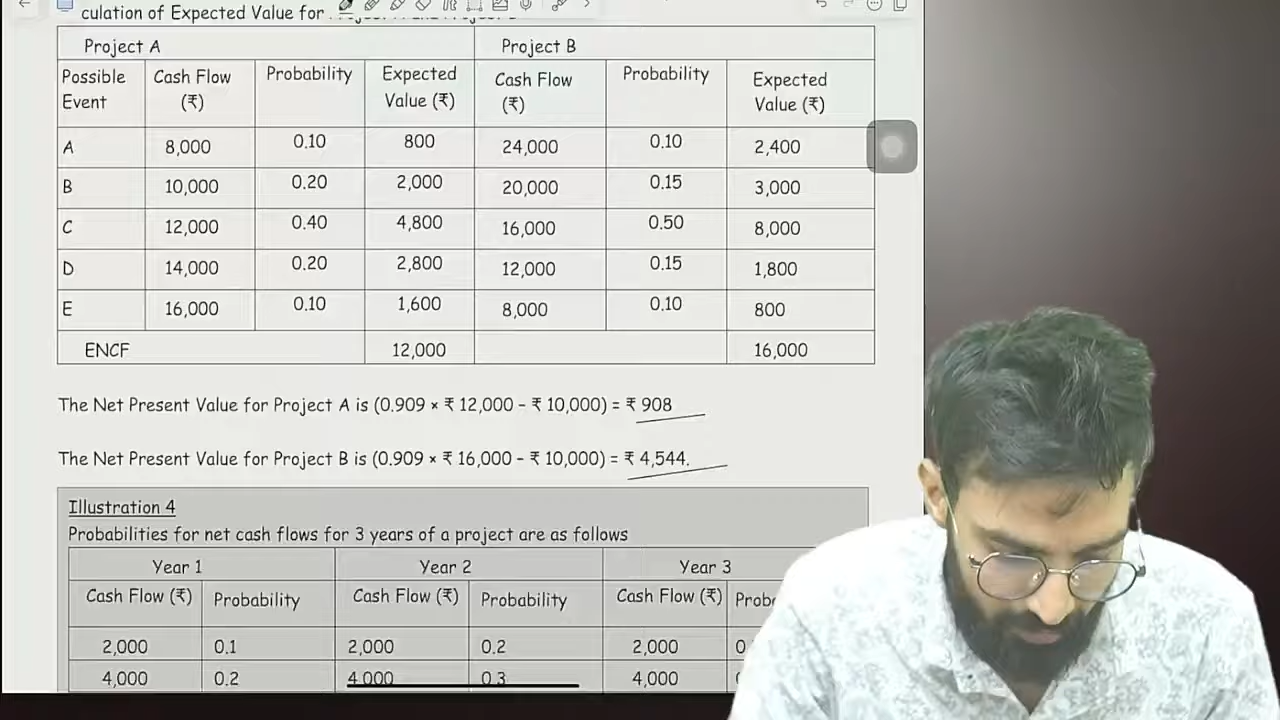 culation of Expected Value for
Project A Project B
Possible Event Cash Flow (₹) Probability Expected Value (₹) Cash Flow (₹) Probability Expected Value (₹)
A 8,000 0.10 800 24,000 0.10 2,400
B 10,000 0.20 2,000 20,000 0.15 3,000
C 12,000 0.40 4,800 16,000 0.50 8,000
D 14,000 0.20 2,800 12,000 0.15 1,800
E 16,000 0.10 1,600 8,000 0.10 800
ENCF 12,000 16,000
The Net Present Value for Project A is (0.909 × ₹ 12,000 – ₹ 10,000) = ₹ 908
The Net Present Value for Project B is (0.909 × ₹ 16,000 – ₹ 10,000) = ₹ 4,544.
Illustration 4
Probabilities for net cash flows for 3 years of a project are as follows
Year 1 Year 2 Year 3
Cash Flow (₹) Probability Cash Flow (₹) Probability Cash Flow (₹)
2,000 0.1 2,000 0.2 2,000
4,000 0.2 4,000 0.3 4,000